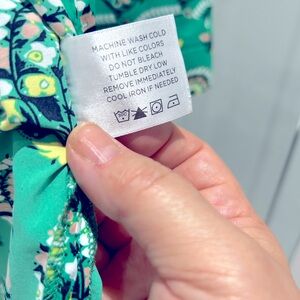 MACHINE WASH COLD
WITH LIKE COLORS
DO NOT BLEACH
TUMBLE DRY LOW
REMOVE IMMEDIATELY
COOL IRON IF NEEDED